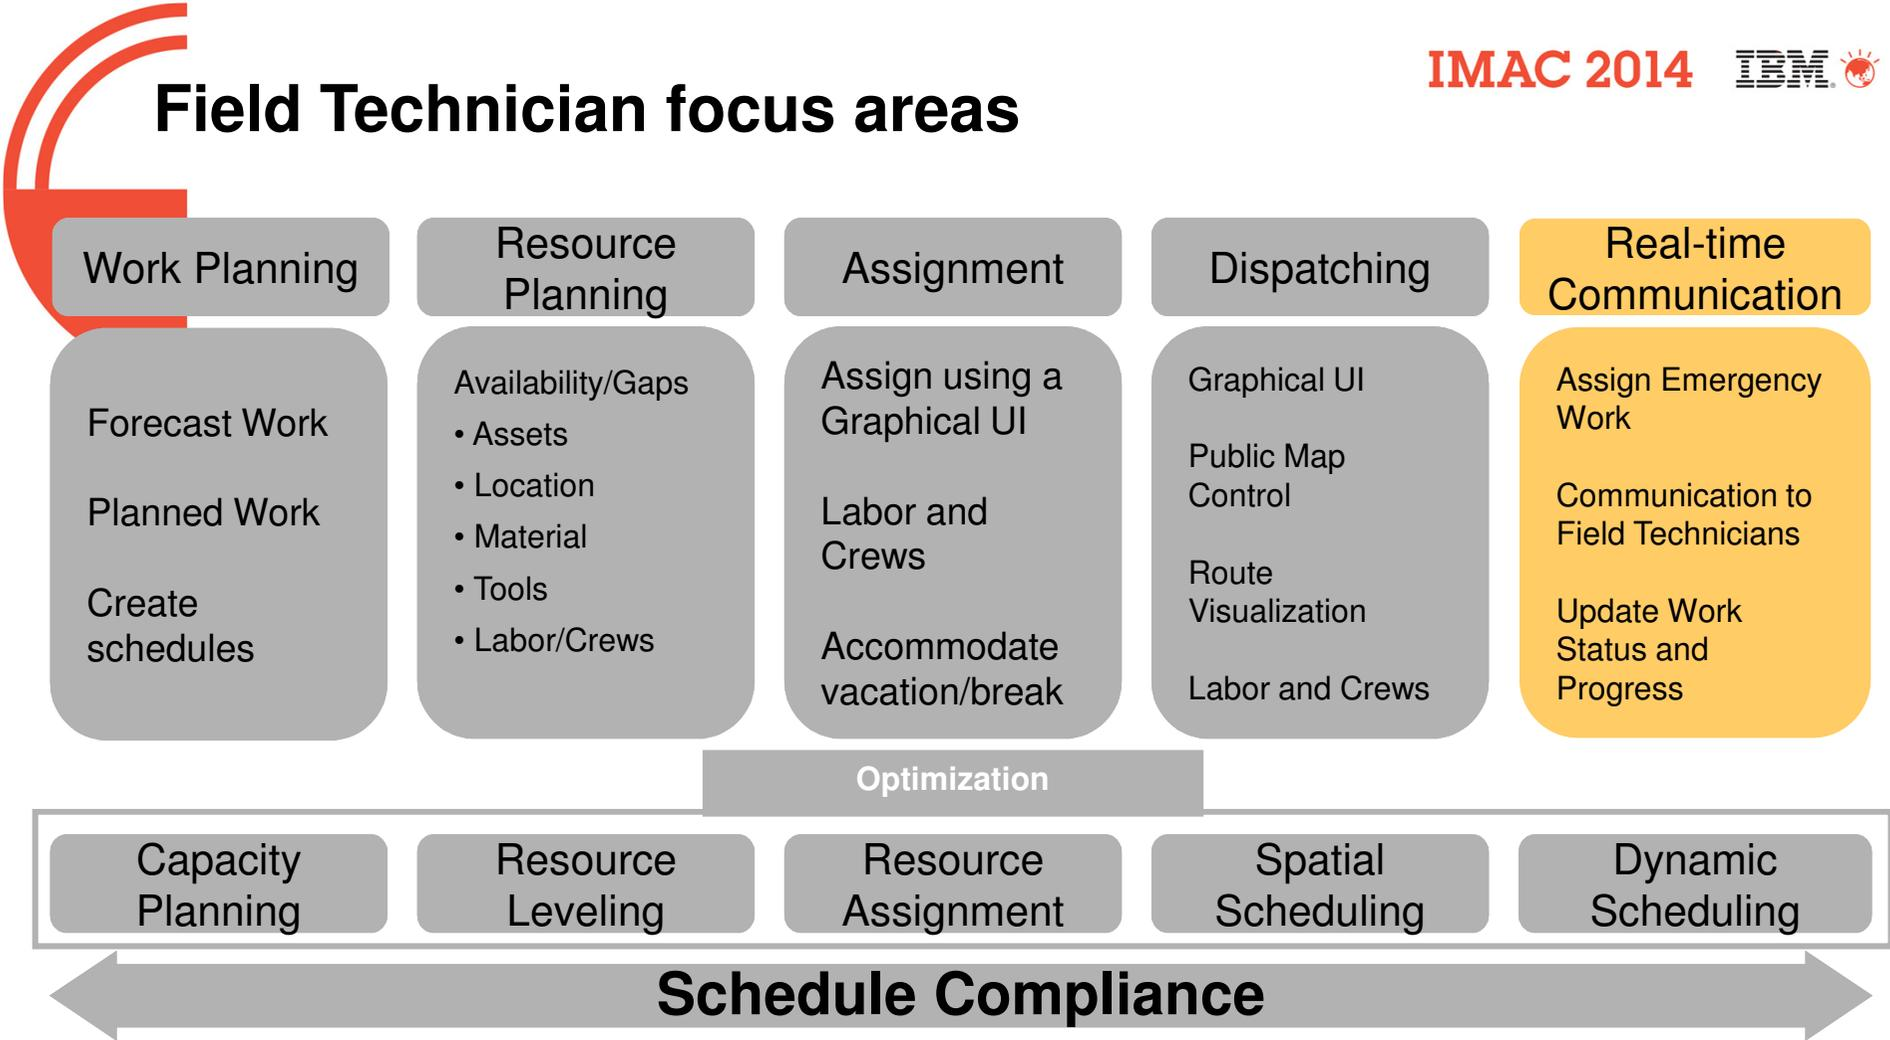 IMAC 2014 IBM
Field Technician focus areas
Work Planning
Forecast Work
Planned Work
Create
schedules
Resource
Planning
Availability/Gaps
• Assets
• Location
• Material
• Tools
• Labor/Crews
Assignment
Assign using a
Graphical UI
Labor and
Crews
Accommodate
vacation/break
Dispatching
Graphical UI
Public Map
Control
Route
Visualization
Labor and Crews
Real-time
Communication
Assign Emergency
Work
Communication to
Field Technicians
Update Work
Status and
Progress
Optimization
Capacity
Planning
Resource
Leveling
Resource
Assignment
Spatial
Scheduling
Dynamic
Scheduling
Schedule Compliance